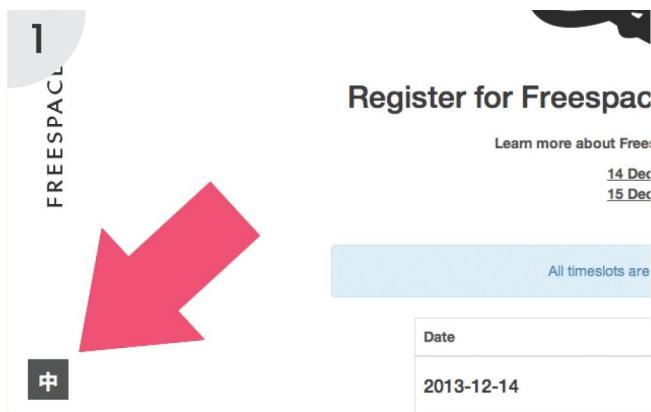 1
FREESPAC
Register for Freespac
Learn more about Free
14 Dec
15 Dec
All timeslots are
Date
2013-12-14
中